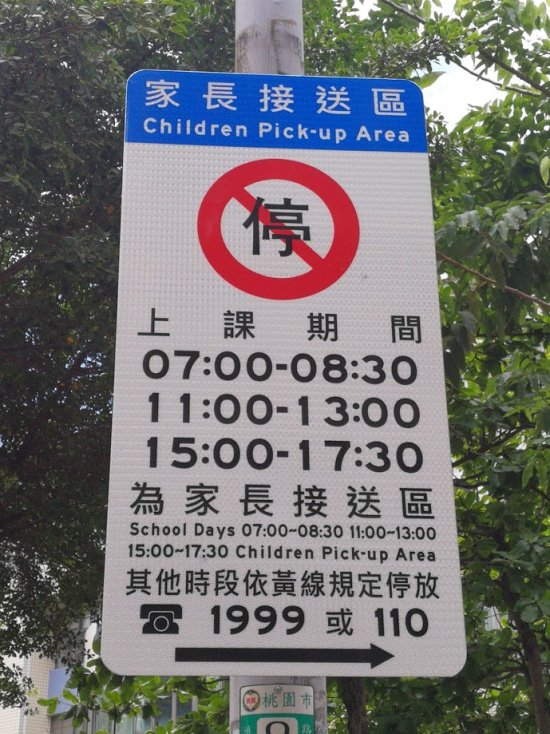 家長接送區
Children Pick-up Area
停
上課期間
07:00-08:30
11:00-13:00
15:00-17:30
為家長接送區
School Days 07:00~08:30 11:00~13:00
15:00~17:30 Children Pick-up Area
其他時段依黃線規定停放
☎ 1999 或 110
桃園市